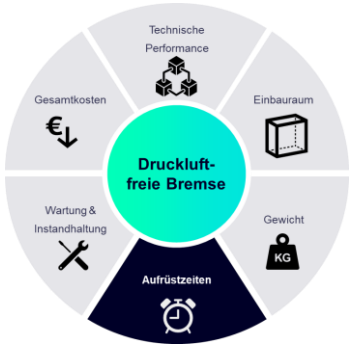 Technische
Performance
Gesamtkosten
€
Einbauraum
Druckluft-
freie Bremse
Wartung &
Instandhaltung
Gewicht
KG
Aufrüstzeiten